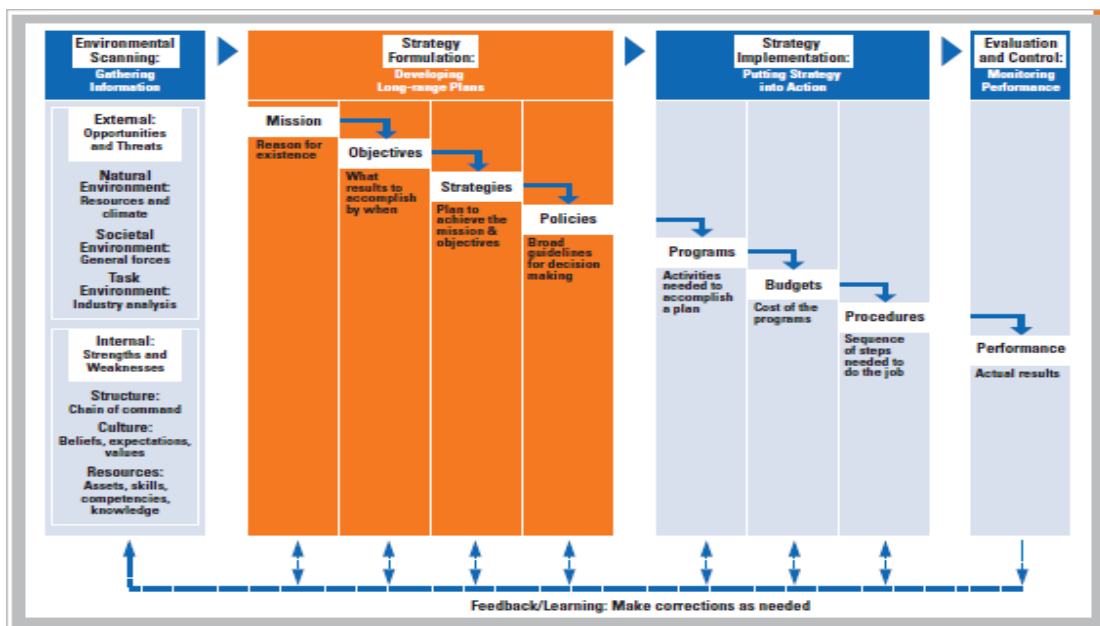 Environmental
Scanning:
Gathering
Information
External:
Opportunities
and Threats
Natural
Environment:
Resources and
climate
Societal
Environment:
General forces
Task
Environment:
Industry analysis
Internal:
Strengths and
Weaknesses
Structure:
Chain of command
Culture:
Beliefs, expectations,
values
Resources:
Assets, skills,
competencies,
knowledge
Strategy
Formulation:
Developing
Long-range Plans
Mission
Reason for
existence
Objectives
What
results to
accomplish
by when
Strategies
Plan to
achieve the
mission &
objectives
Policies
Broad
guidelines
for decision
making
Strategy
Implementation:
Putting Strategy
into Action
Programs
Activities
needed to
accomplish
a plan
Budgets
Cost of the
programs
Procedures
Sequence
of steps
needed to
do the job
Evaluation
and Control:
Monitoring
Performance
Performance
Actual results
Feedback/Learning: Make corrections as needed